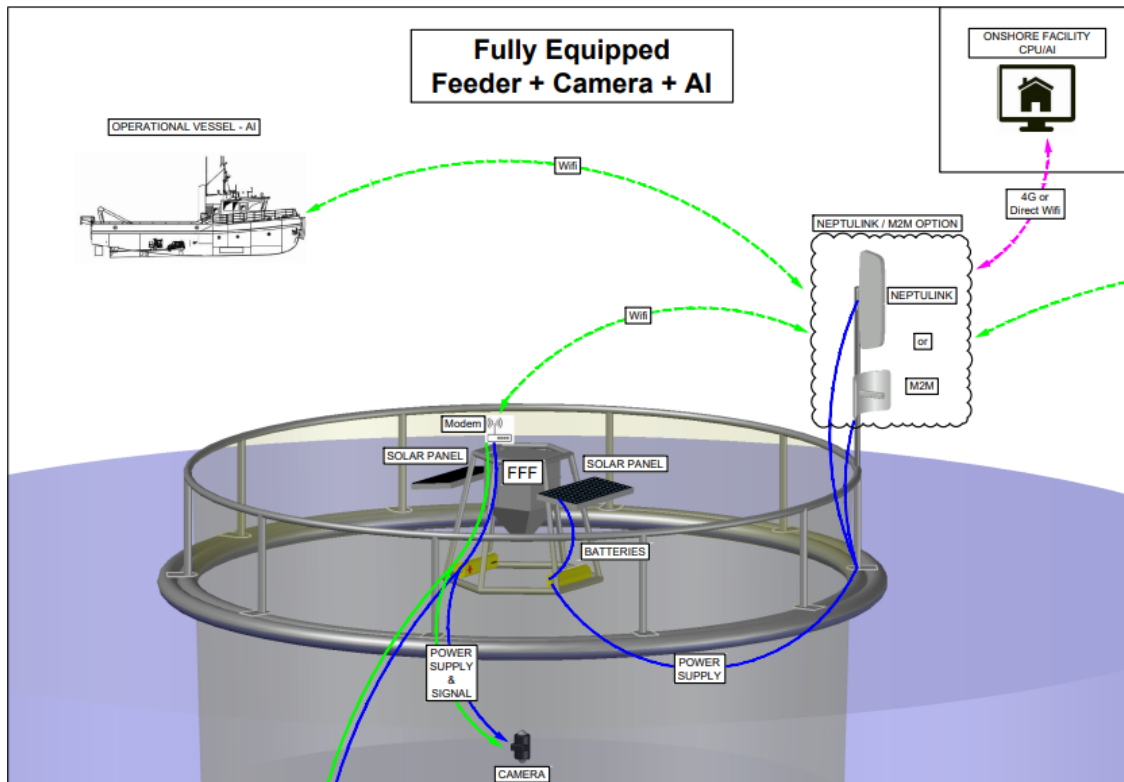 Fully Equipped
Feeder + Camera + AI
ONSHORE FACILITY
CPU/AI
OPERATIONAL VESSEL - AI
Wifi
4G or
Direct Wifi
NEPTULINK / M2M OPTION
NEPTULINK
or
M2M
Wifi
Modem
SOLAR PANEL
FFF
SOLAR PANEL
BATTERIES
POWER
SUPPLY
&
SIGNAL
POWER
SUPPLY
CAMERA